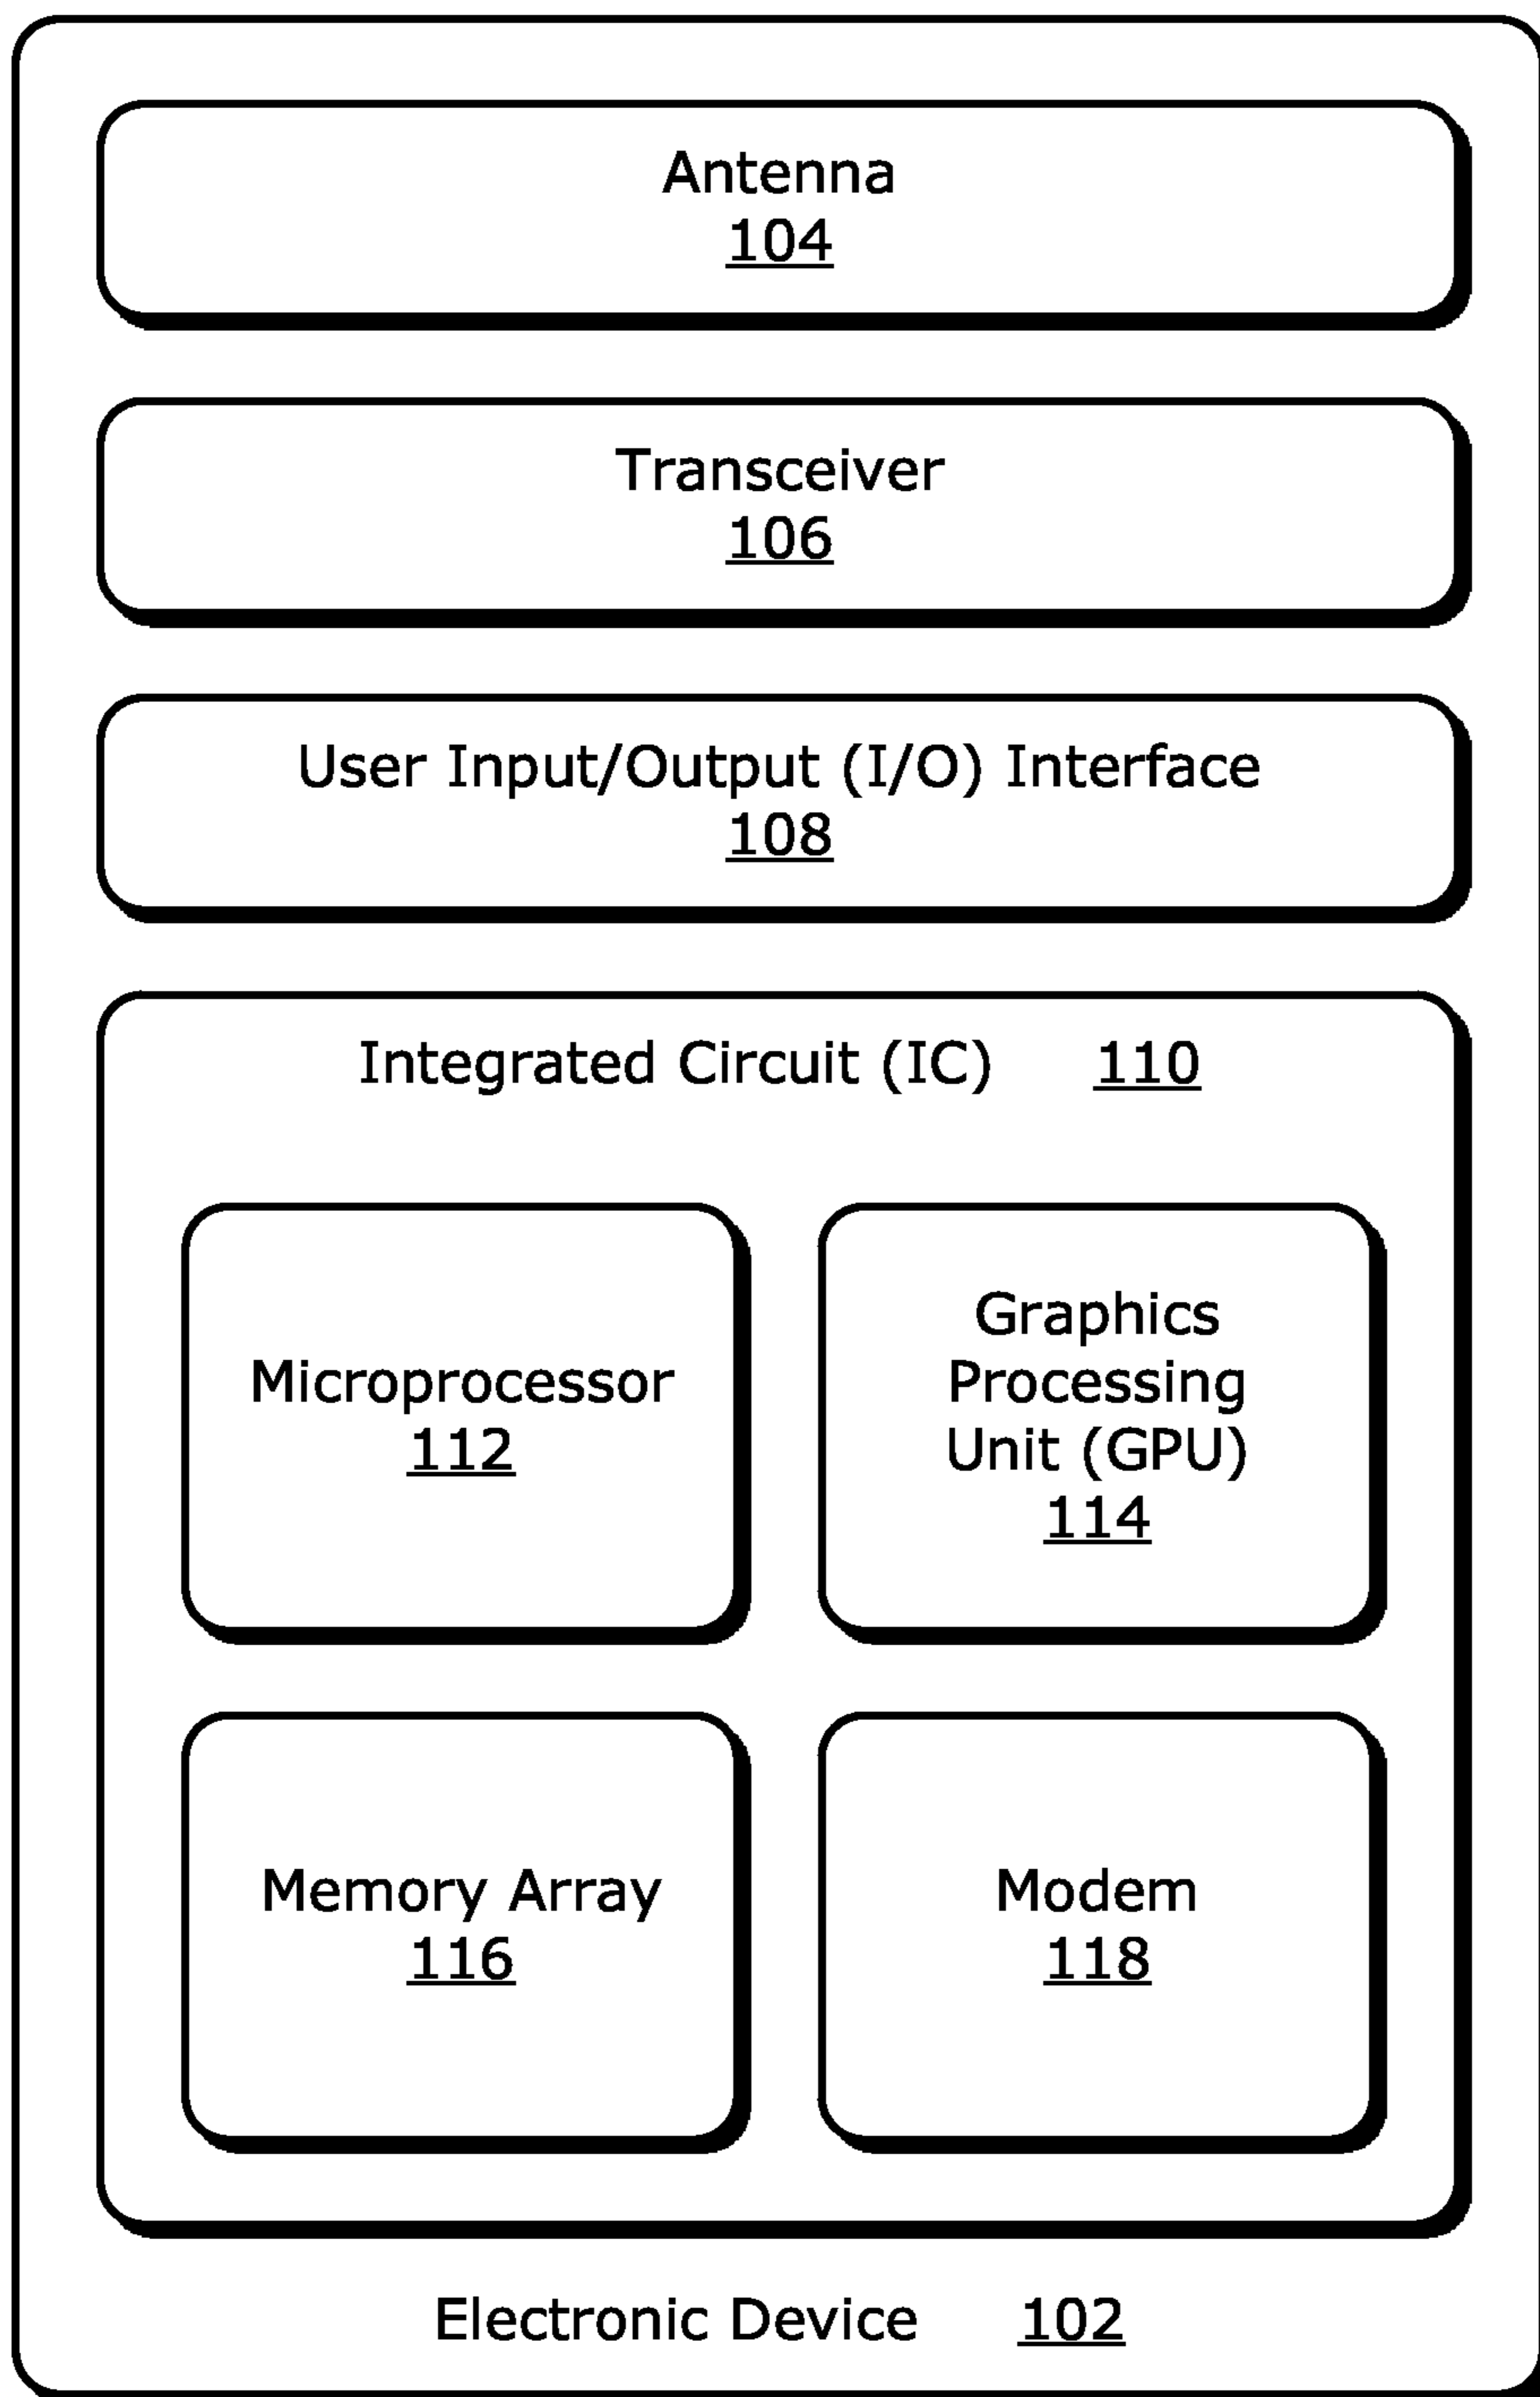 Antenna
104
Transceiver
106
User Input/Output (I/O) Interface
108
Integrated Circuit (IC) 110
Microprocessor
112
Graphics
Processing
Unit (GPU)
114
Memory Array
116
Modem
118
Electronic Device 102